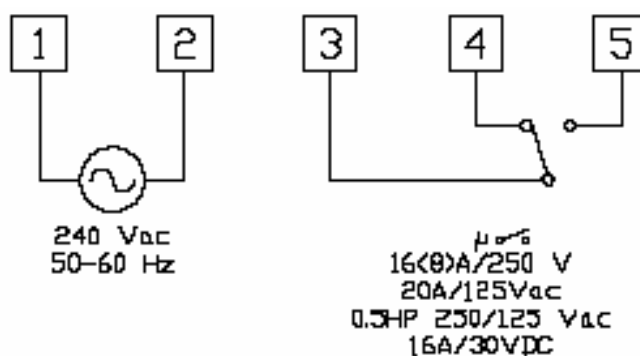 1 2 3 4 5
240 Vac
50-60 Hz
μ
16(8)A/250 V
20A/125Vac
0.5HP 250/125 Vac
16A/30VDC